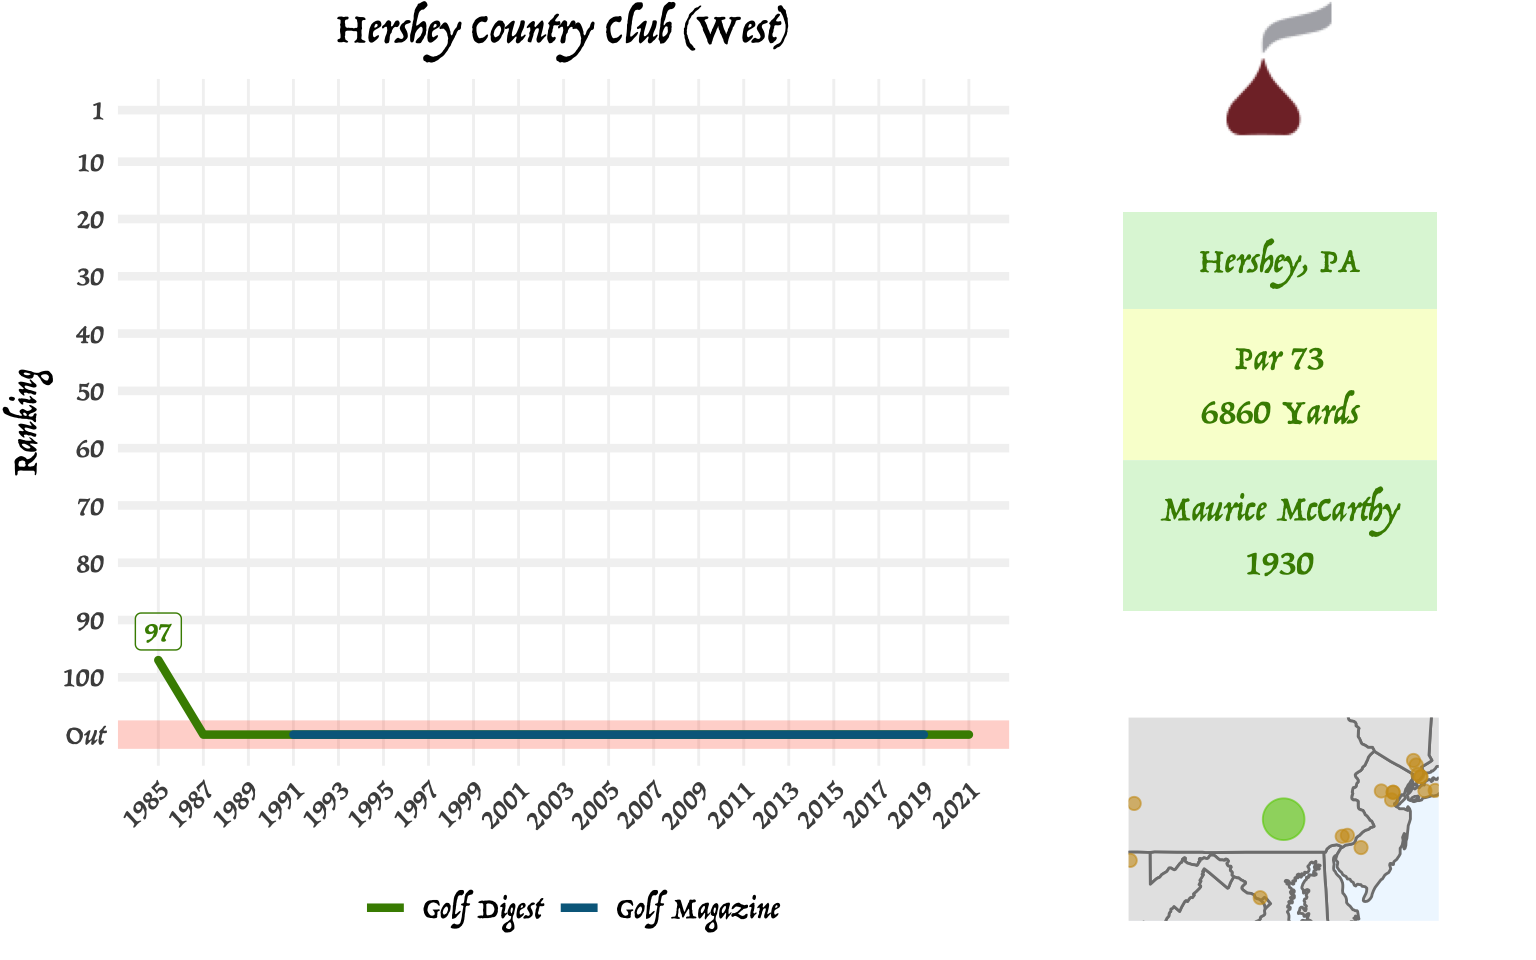 Hershey Country Club (West)
Ranking
1
10
20
30
40
50
60
70
80
90
100
Out
97
1985 1987 1989 1991 1993 1995 1997 1999 2001 2003 2005 2007 2009 2011 2013 2015 2017 2019 2021
Golf Digest Golf Magazine
Hershey, PA
Par 73
6860 Yards
Maurice McCarthy
1930